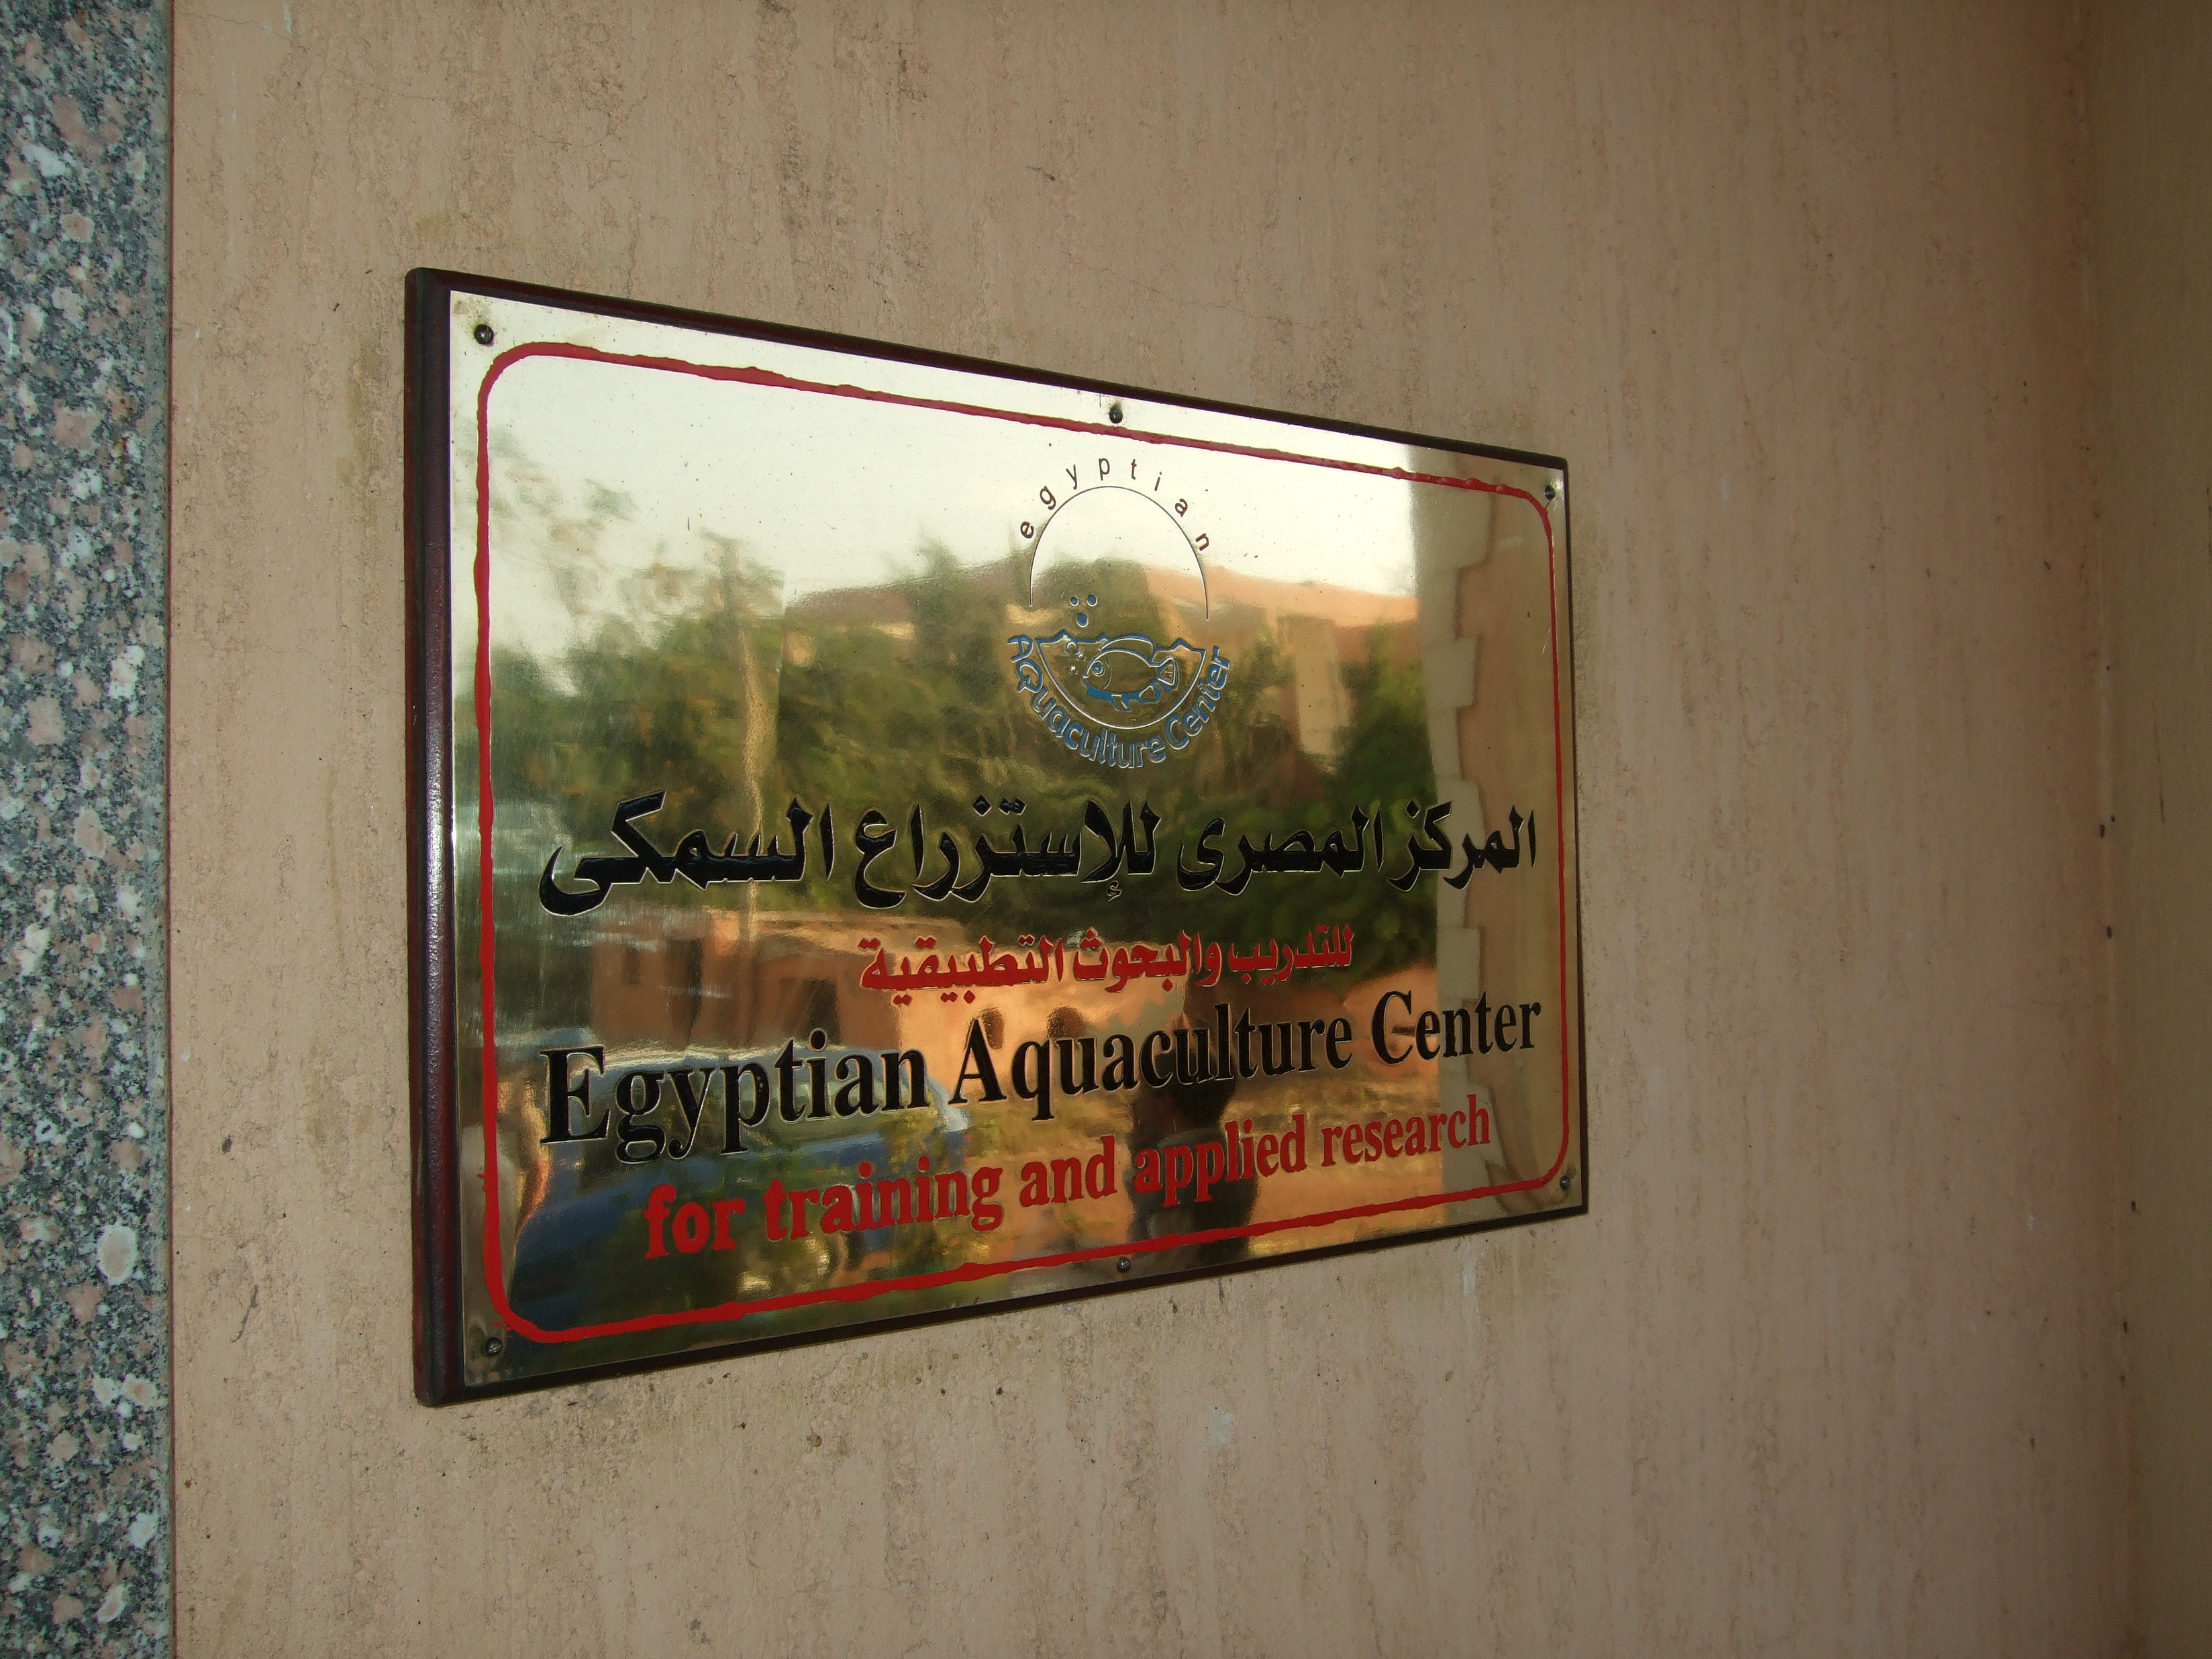 egyptian
Aquaculture Center
المركز المصرى للإستزراع السمكى
للتدريب والبحوث التطبيقية
Egyptian Aquaculture Center
for training and applied research